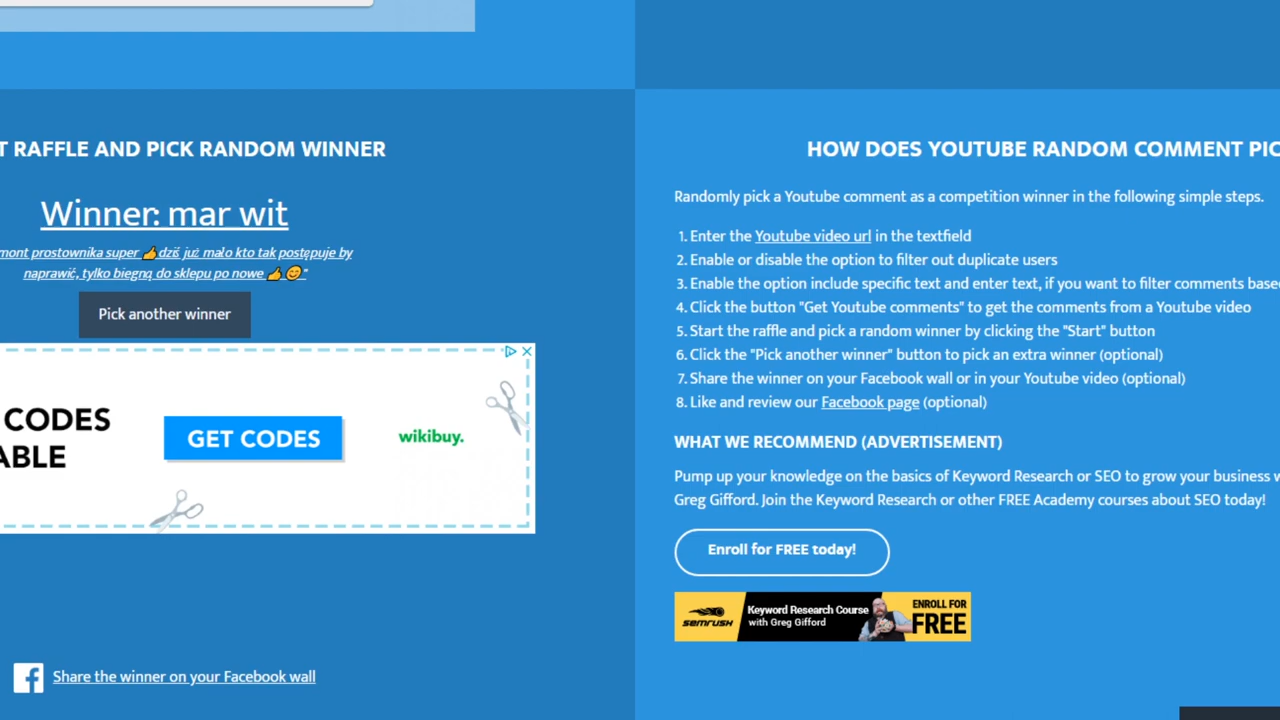 T RAFFLE AND PICK RANDOM WINNER
Winner: mar wit
mont prostownika super 👍dziś już mało kto tak postępuje by
naprawić, tylko biegną do sklepu po nowe 👍😊"
Pick another winner
CODES
ABLE
GET CODES
wikibuy.
Share the winner on your Facebook wall
HOW DOES YOUTUBE RANDOM COMMENT PIC
Randomly pick a Youtube comment as a competition winner in the following simple steps.
1. Enter the Youtube video url in the textfield
2. Enable or disable the option to filter out duplicate users
3. Enable the option include specific text and enter text, if you want to filter comments base
4. Click the button "Get Youtube comments" to get the comments from a Youtube video
5. Start the raffle and pick a random winner by clicking the "Start" button
6. Click the "Pick another winner" button to pick an extra winner (optional)
7. Share the winner on your Facebook wall or in your Youtube video (optional)
8. Like and review our Facebook page (optional)
WHAT WE RECOMMEND (ADVERTISEMENT)
Pump up your knowledge on the basics of Keyword Research or SEO to grow your business w
Greg Gifford. Join the Keyword Research or other FREE Academy courses about SEO today!
Enroll for FREE today!
semrush
Keyword Research Course
with Greg Gifford
ENROLL FOR
FREE